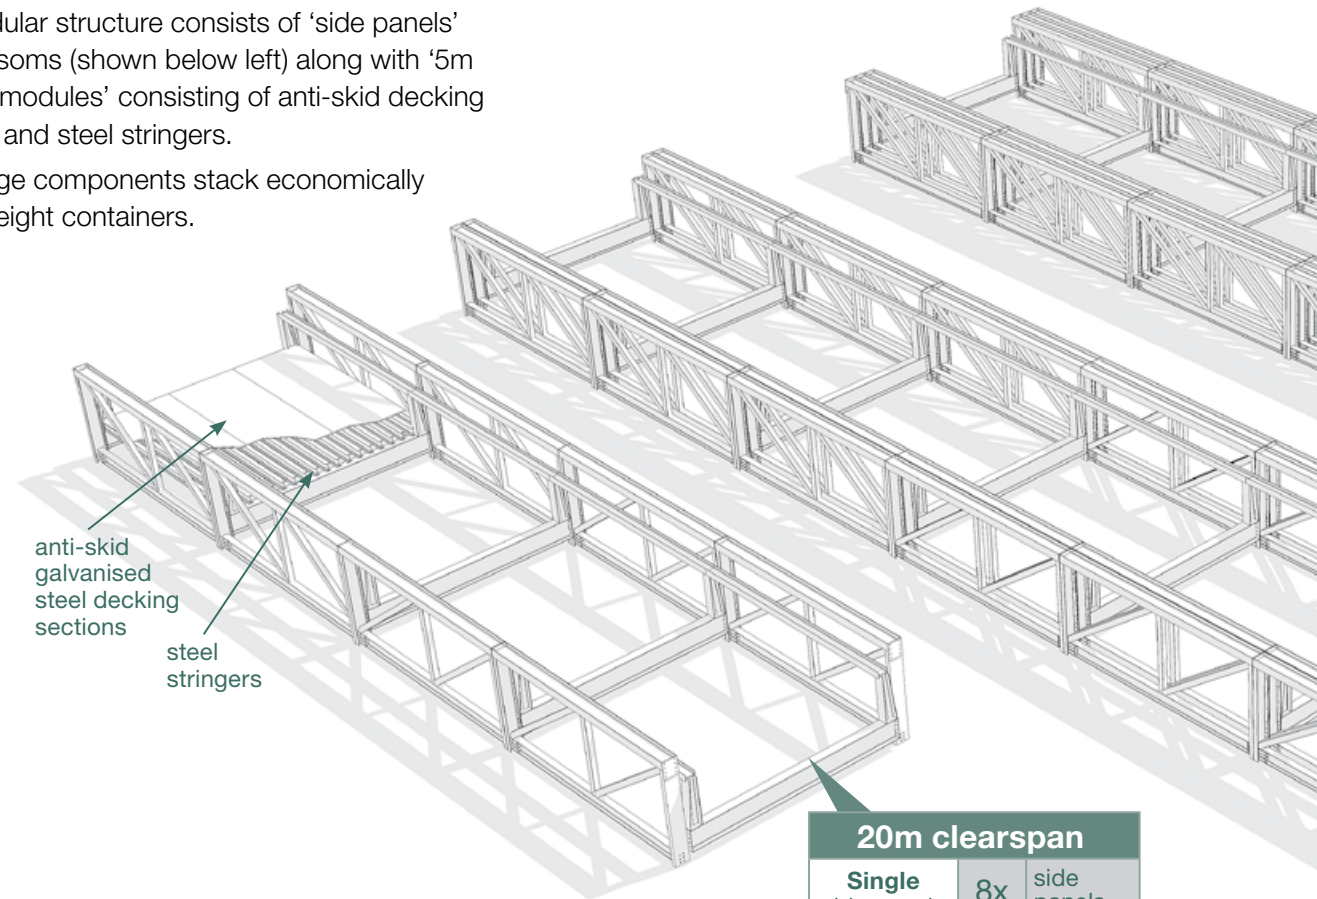 dular structure consists of ‘side panels’
soms (shown below left) along with ‘5m
modules’ consisting of anti-skid decking
and steel stringers.
ge components stack economically
eight containers.
anti-skid
galvanised
steel decking
sections
steel
stringers
20m clearspan
Single
8x
side
panels